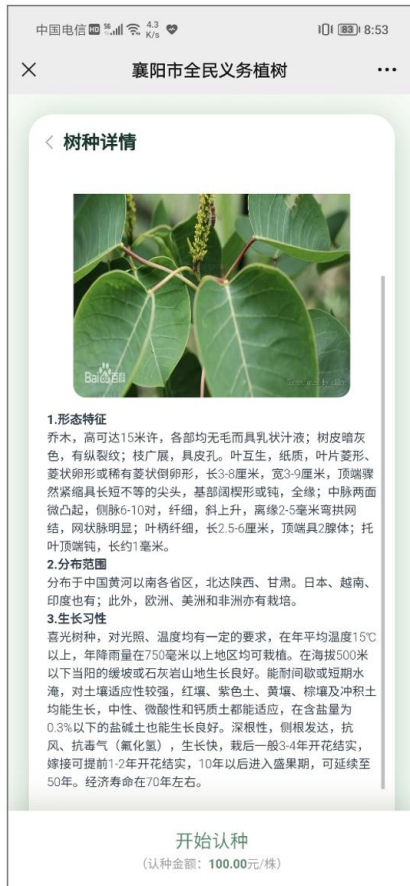 中国电信 HD 5G 4.3 K/s 83 8:53
襄阳市全民义务植树
树种详情
Bai百科
1.形态特征
乔木，高可达15米许，各部均无毛而具乳状汁液；树皮暗灰
色，有纵裂纹；枝广展，具皮孔。叶互生，纸质，叶片菱形、
菱状卵形或稀有菱状倒卵形，长3-8厘米，宽3-9厘米，顶端骤
然紧缩具长短不等的尖头，基部阔楔形或钝，全缘；中脉两面
微凸起，侧脉6-10对，纤细，斜上升，离缘2-5毫米弯拱网
结，网状脉明显；叶柄纤细，长2.5-6厘米，顶端具2腺体；托
叶顶端钝，长约1毫米。
2.分布范围
分布于中国黄河以南各省区，北达陕西、甘肃。日本、越南、
印度也有；此外，欧洲、美洲和非洲亦有栽培。
3.生长习性
喜光树种，对光照、温度均有一定的要求，在年平均温度15℃
以上，年降雨量在750毫米以上地区均可栽植。在海拔500米
以下当阳的缓坡或石灰岩山地生长良好。能耐间歇或短期水
淹，对土壤适应性较强，红壤、紫色土、黄壤、棕壤及冲积土
均能生长，中性、微酸性和钙质土都能适应，在含盐量为
0.3%以下的盐碱土也能生长良好。深根性，侧根发达，抗
风、抗毒气（氟化氢），生长快，栽后一般3-4年开花结实，
嫁接可提前1-2年开花结实，10年以后进入盛果期，可延续至
50年。经济寿命在70年左右。
开始认种
（认种金额：100.00元/株）